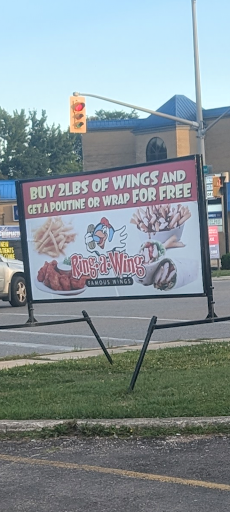 BUY 2LBS OF WINGS AND
GET A POUTINE OR WRAP FOR FREE
Ring-a-Wing
FAMOUS WINGS